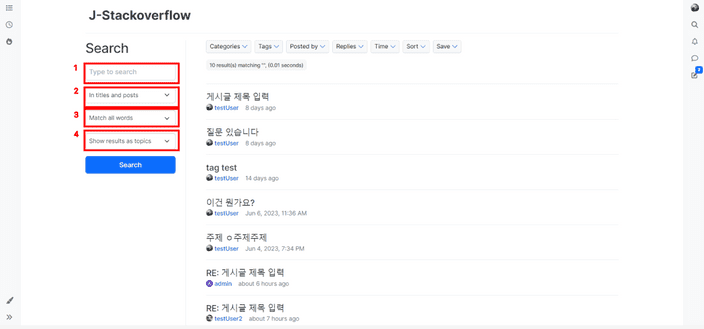 J-Stackoverflow
Search
1
Type to search
2
In titles and posts
3
Match all words
4
Show results as topics
Search
Categories Tags Posted by Replies Time Sort Save
10 result(s) matching "", (0.01 seconds)
게시글 제목 입력
testUser 8 days ago
질문 있습니다
testUser 8 days ago
tag test
testUser 14 days ago
이건 뭔가요?
testUser Jun 6, 2023, 11:36 AM
주제 ㅇ주제주제
testUser Jun 4, 2023, 7:34 PM
RE: 게시글 제목 입력
admin about 6 hours ago
RE: 게시글 제목 입력
testUser2 about 7 hours ago